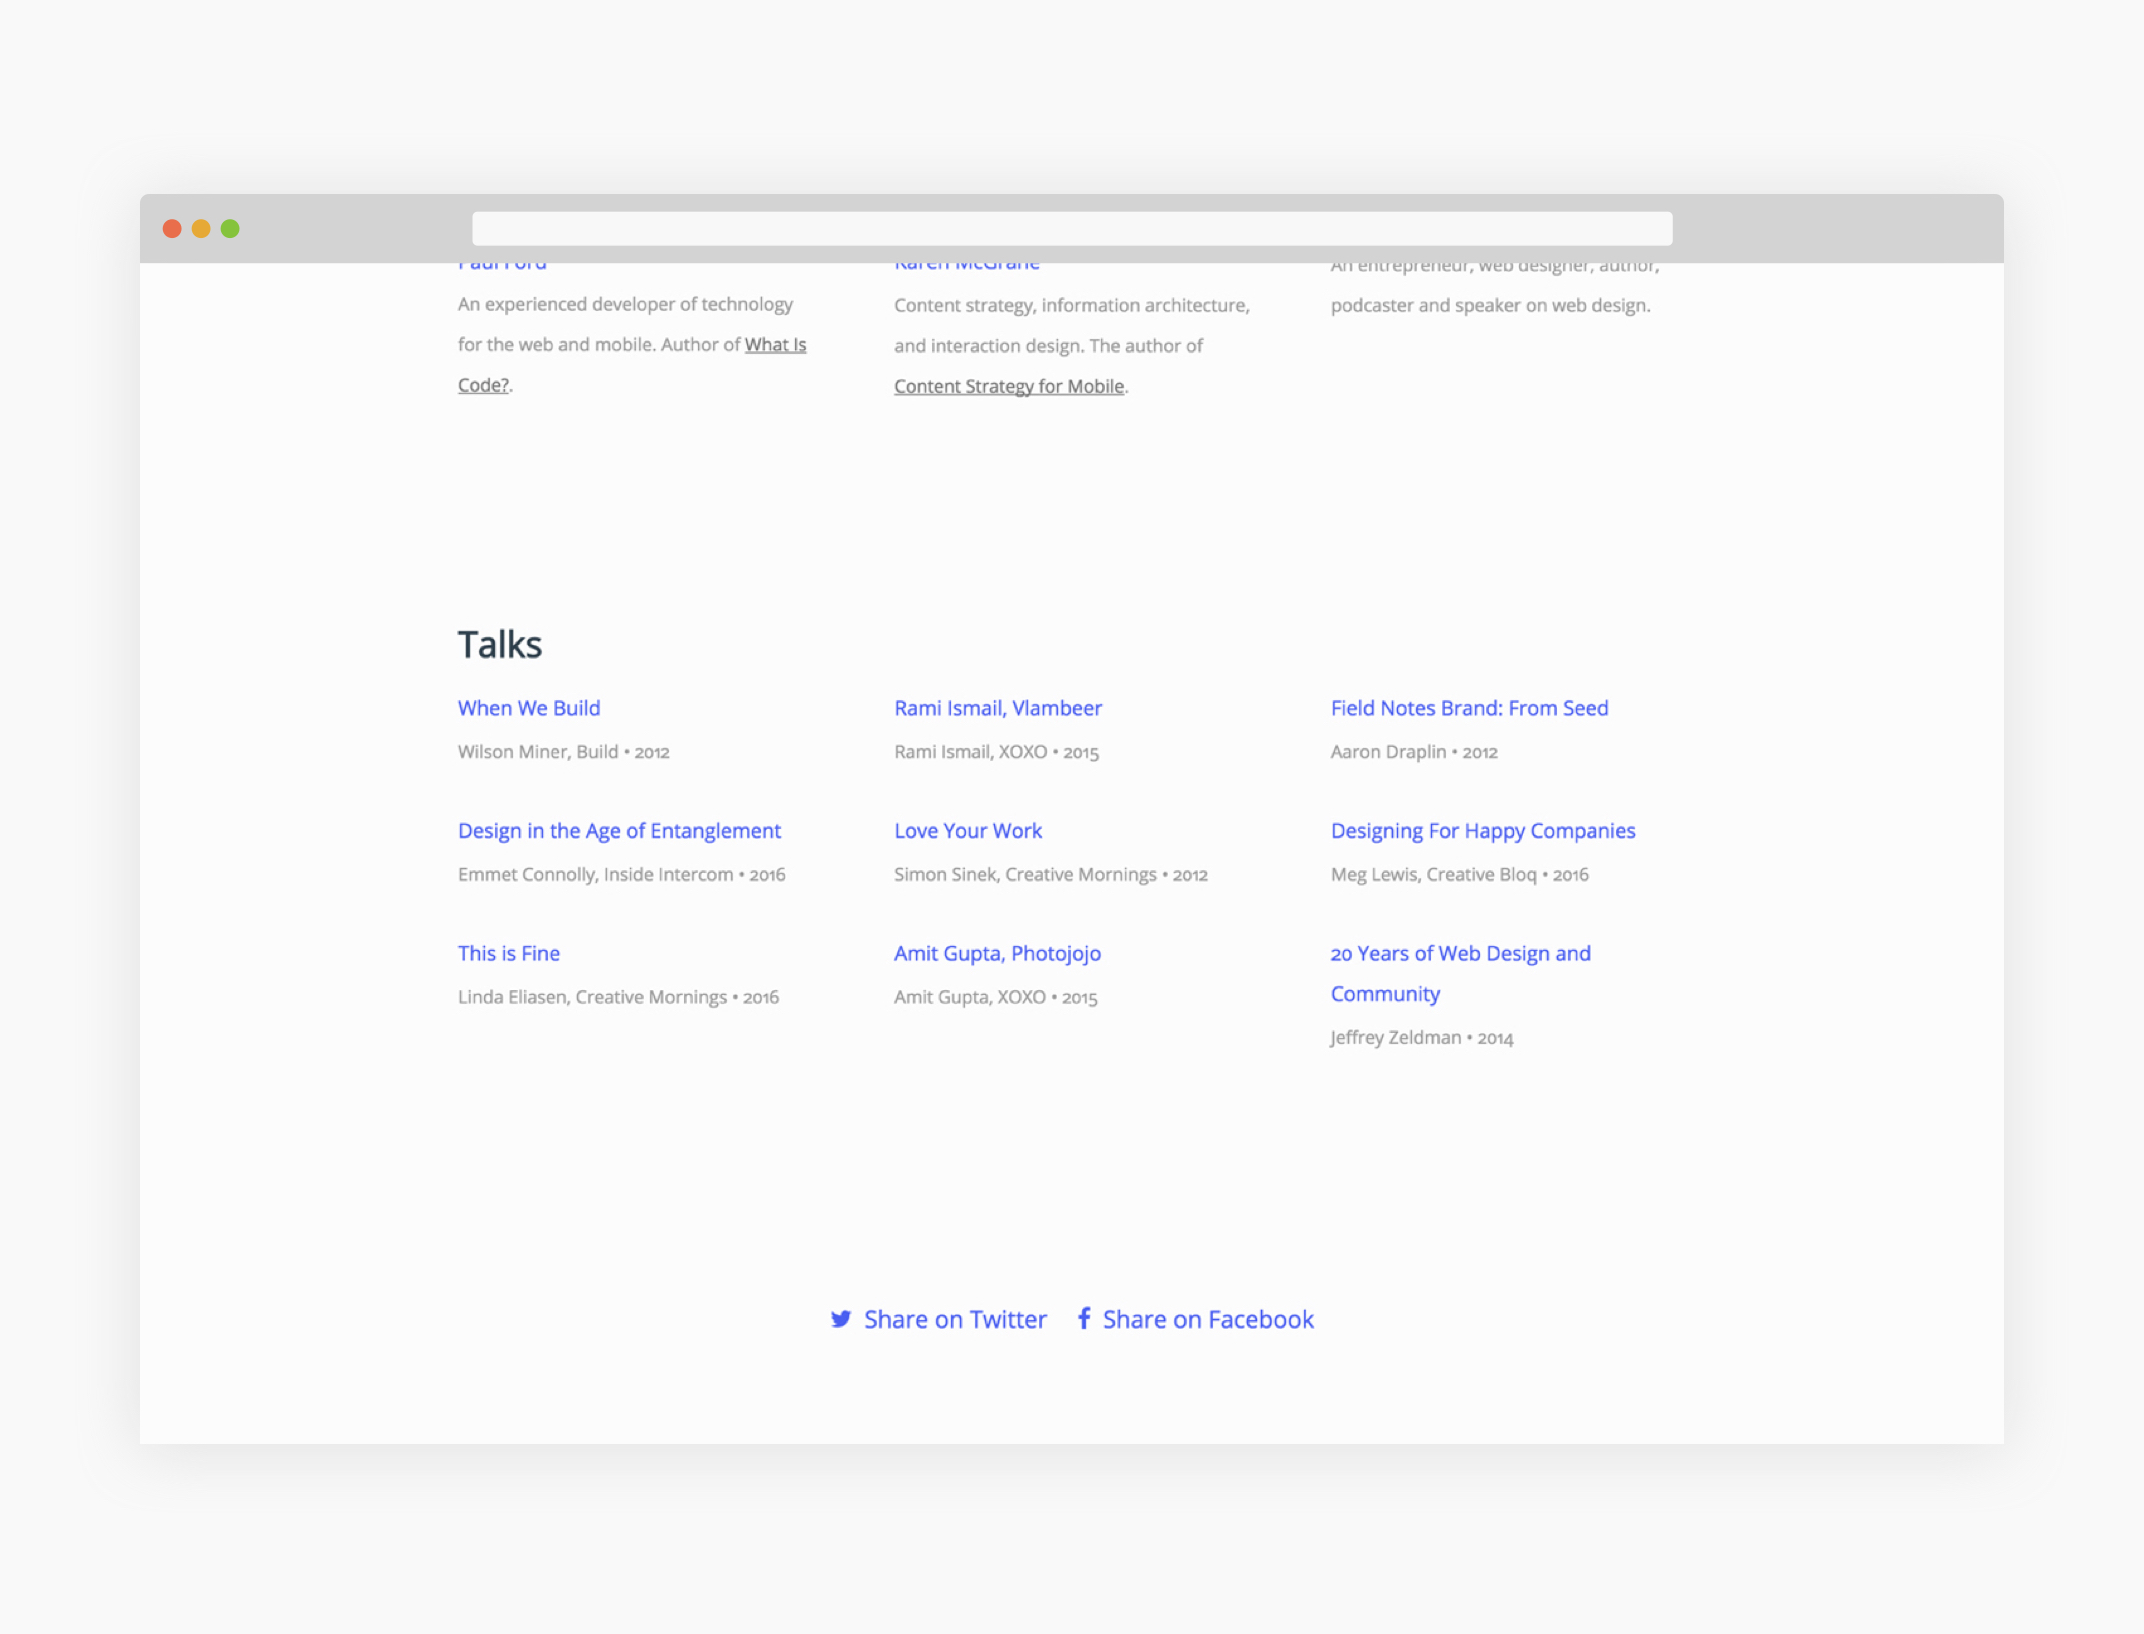 Paul Ford
An experienced developer of technology
for the web and mobile. Author of What Is
Code?.
Karen McGrane
Content strategy, information architecture,
and interaction design. The author of
Content Strategy for Mobile.
An entrepreneur, web designer, author,
podcaster and speaker on web design.
Talks
When We Build
Wilson Miner, Build • 2012
Rami Ismail, Vlambeer
Rami Ismail, XOXO • 2015
Field Notes Brand: From Seed
Aaron Draplin • 2012
Design in the Age of Entanglement
Emmet Connolly, Inside Intercom • 2016
Love Your Work
Simon Sinek, Creative Mornings • 2012
Designing For Happy Companies
Meg Lewis, Creative Bloq • 2016
This is Fine
Linda Eliasen, Creative Mornings • 2016
Amit Gupta, Photojojo
Amit Gupta, XOXO • 2015
20 Years of Web Design and
Community
Jeffrey Zeldman • 2014
Share on Twitter
Share on Facebook